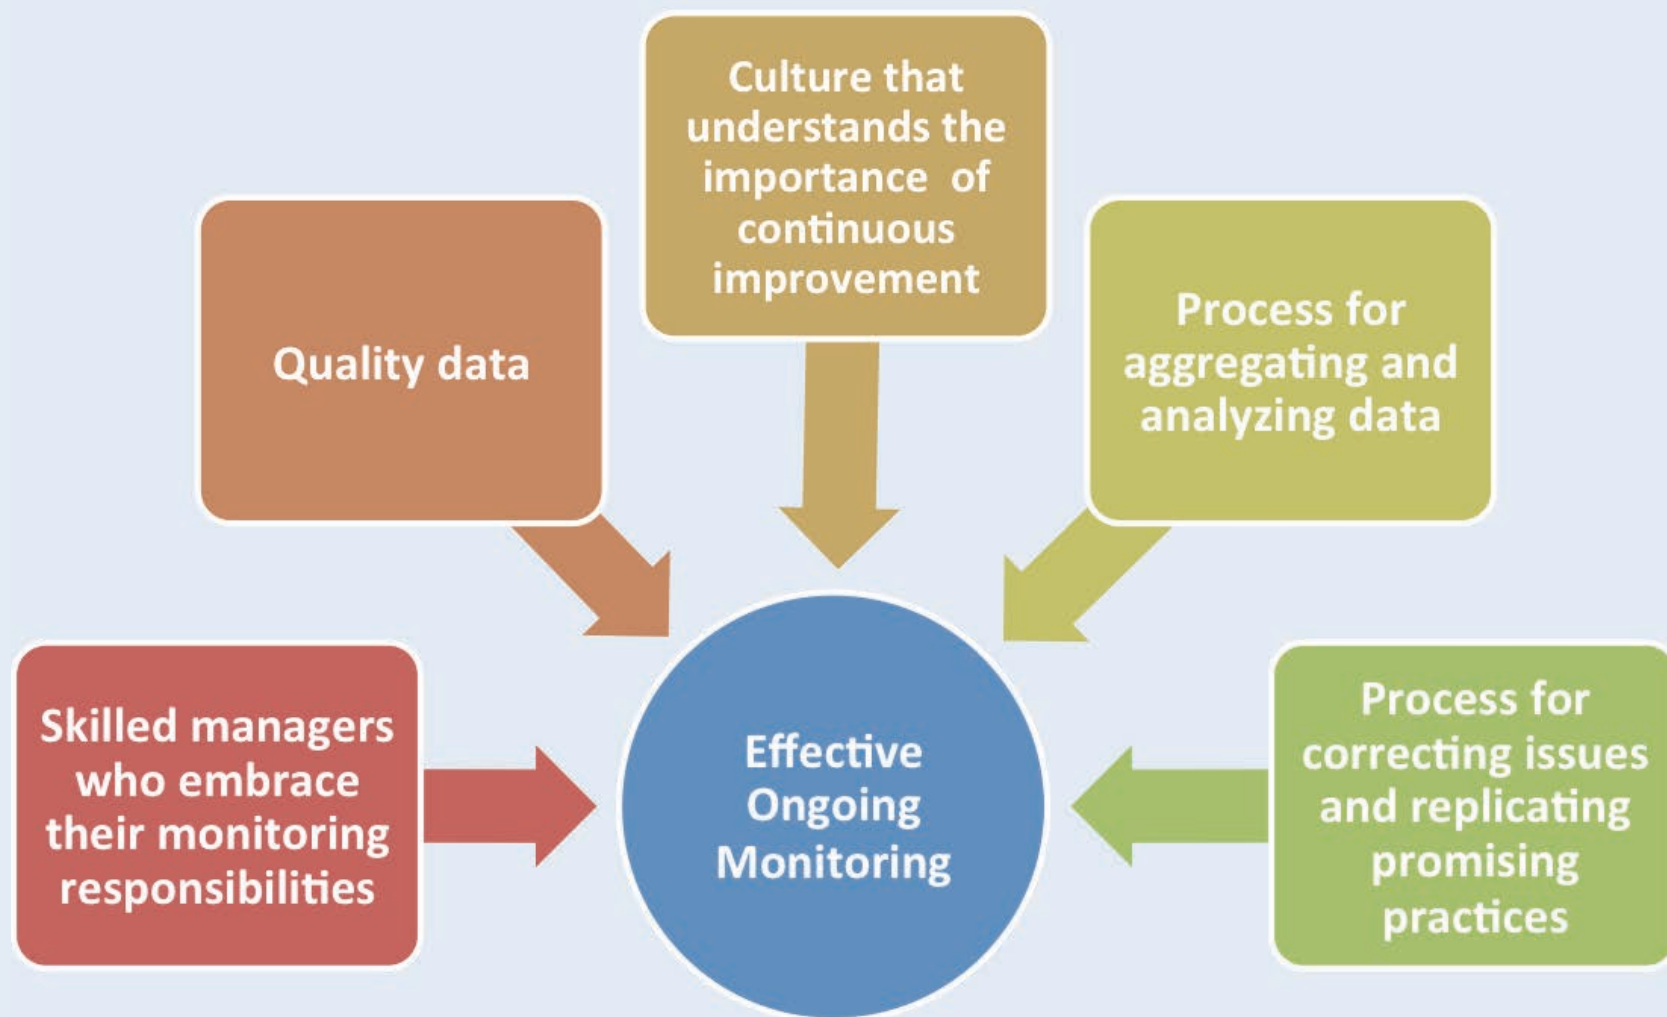 Culture that
understands the
importance of
continuous
improvement
Quality data
Process for
aggregating and
analyzing data
Skilled managers
who embrace
their monitoring
responsibilities
Effective
Ongoing
Monitoring
Process for
correcting issues
and replicating
promising
practices